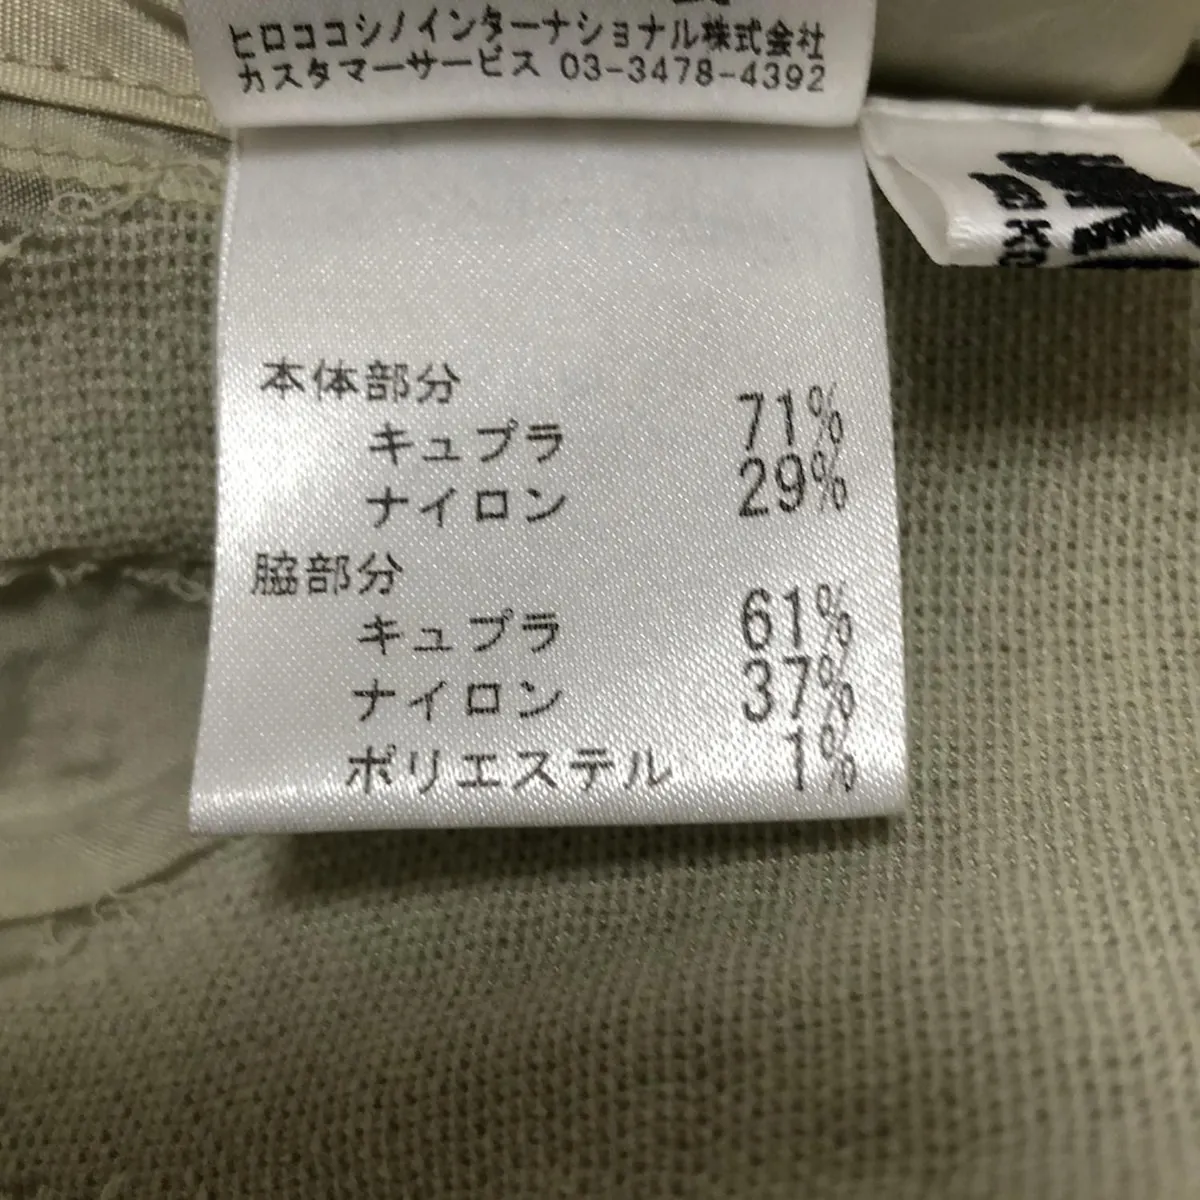 ヒロココシノインターナショナル株式会社
カスタマーサービス 03-3478-4392
本体部分
キュプラ 71%
ナイロン 29%
脇部分
キュプラ 61%
ナイロン 37%
ポリエステル 1%